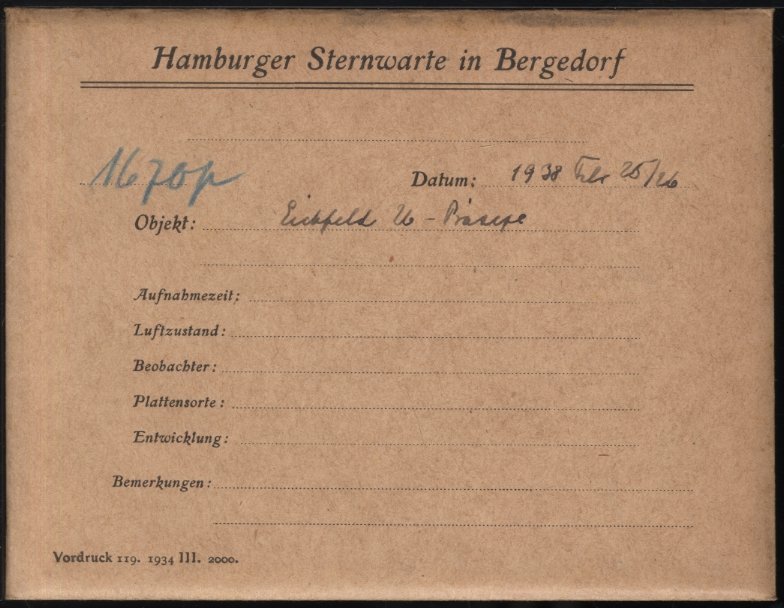 Hamburger Sternwarte in Bergedorf
1670p
Datum: 1938 Febr 25/26
Objekt: Eichfeld 26 - Präsepe
Aufnahmezeit:
Luftzustand:
Beobachter:
Plattensorte:
Entwicklung:
Bemerkungen:
Vordruck 119. 1934 III. 2000.